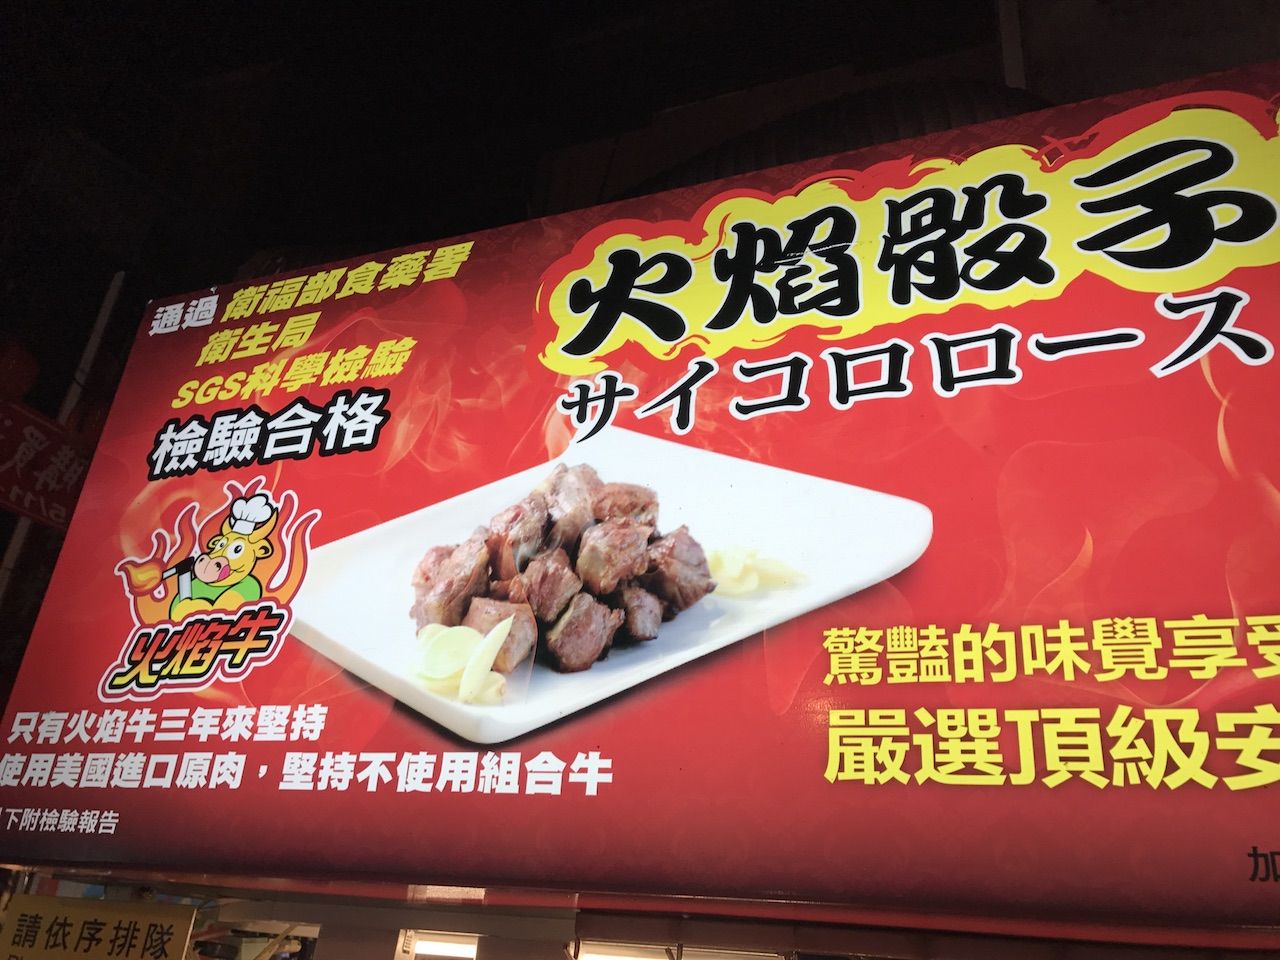 通過 衛福部食藥署
衛生局
SGS科學檢驗
檢驗合格
火焰牛
只有火焰牛三年來堅持
使用美國進口原肉，堅持不使用組合牛
下附檢驗報告
火焰骰子
サイコロロース
驚豔的味覺享受
嚴選頂級安
加
請依序排隊